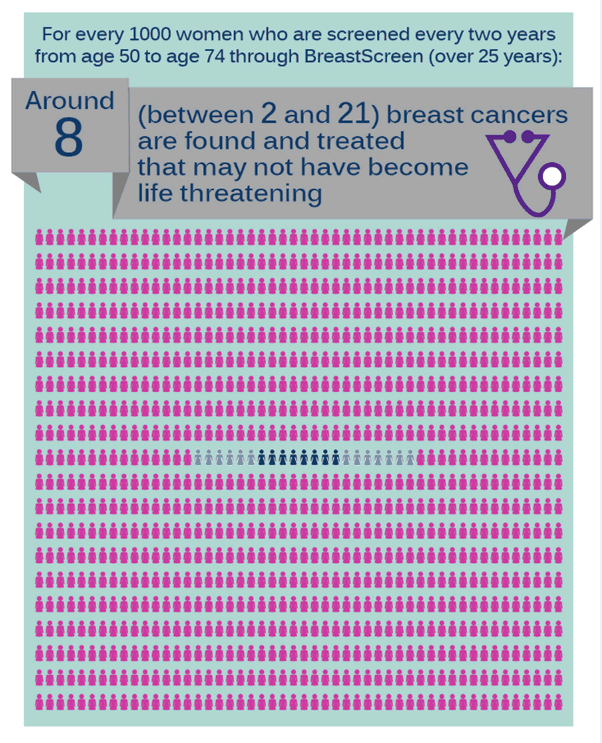 For every 1000 women who are screened every two years
from age 50 to age 74 through BreastScreen (over 25 years):
Around
8
(between 2 and 21) breast cancers
are found and treated
that may not have become
life threatening